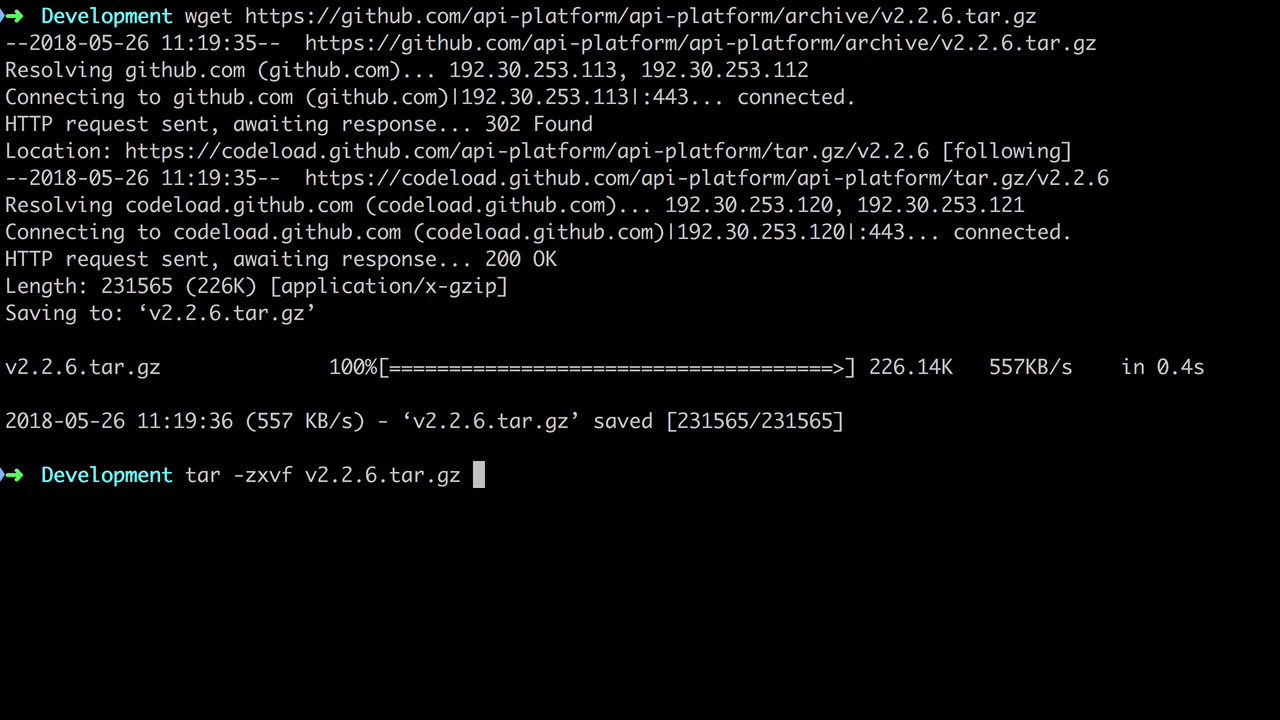 ➜ Development wget https://github.com/api-platform/api-platform/archive/v2.2.6.tar.gz
--2018-05-26 11:19:35-- https://github.com/api-platform/api-platform/archive/v2.2.6.tar.gz
Resolving github.com (github.com)... 192.30.253.113, 192.30.253.112
Connecting to github.com (github.com)|192.30.253.113|:443... connected.
HTTP request sent, awaiting response... 302 Found
Location: https://codeload.github.com/api-platform/api-platform/tar.gz/v2.2.6 [following]
--2018-05-26 11:19:35-- https://codeload.github.com/api-platform/api-platform/tar.gz/v2.2.6
Resolving codeload.github.com (codeload.github.com)... 192.30.253.120, 192.30.253.121
Connecting to codeload.github.com (codeload.github.com)|192.30.253.120|:443... connected.
HTTP request sent, awaiting response... 200 OK
Length: 231565 (226K) [application/x-gzip]
Saving to: ‘v2.2.6.tar.gz’
v2.2.6.tar.gz 100%[=====================================>] 226.14K 557KB/s in 0.4s
2018-05-26 11:19:36 (557 KB/s) - ‘v2.2.6.tar.gz’ saved [231565/231565]
➜ Development tar -zxvf v2.2.6.tar.gz